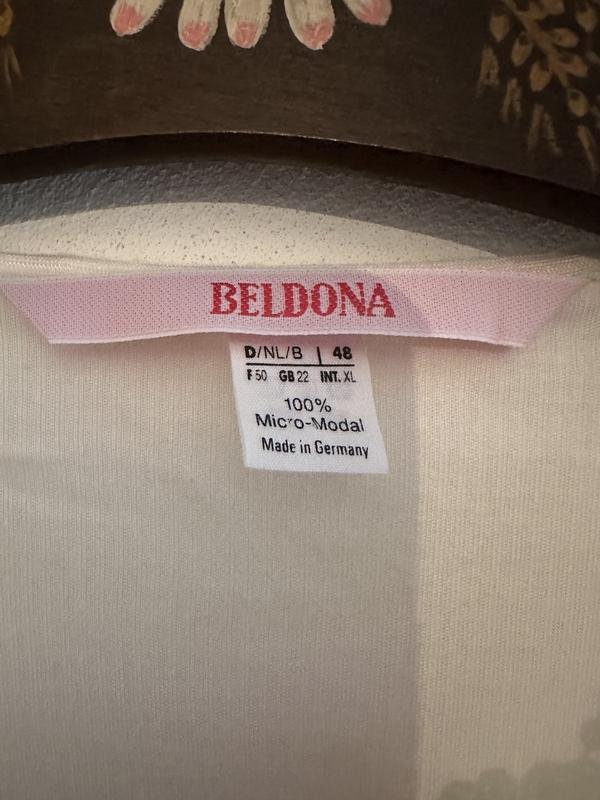 BELDONA
D/NL/B | 48
F 50 GB 22 INT. XL
100%
Micro-Modal
Made in Germany